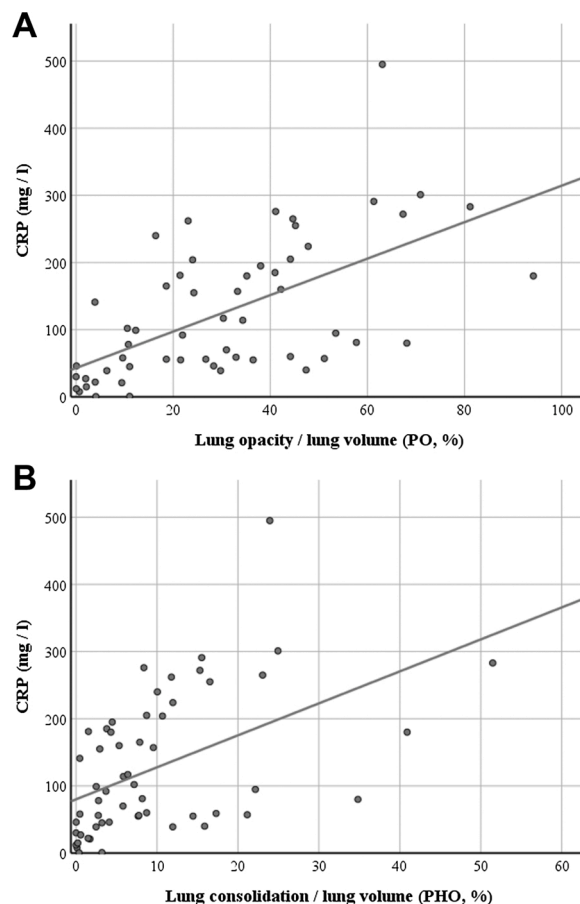 A
500
400
300
200
100
0
CRP (mg / l)
0 20 40 60 80 100
Lung opacity / lung volume (PO, %)
B
500
400
300
200
100
0
CRP (mg / l)
0 10 20 30 40 50 60
Lung consolidation / lung volume (PHO, %)